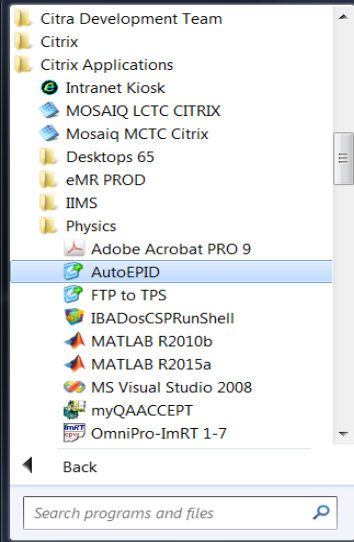 Citra Development Team
Citrix
Citrix Applications
Intranet Kiosk
MOSAIQ LCTC CITRIX
Mosaiq MCTC Citrix
Desktops 65
eMR PROD
IIMS
Physics
Adobe Acrobat PRO 9
AutoEPID
FTP to TPS
IBADosCSPRunShell
MATLAB R2010b
MATLAB R2015a
MS Visual Studio 2008
myQAACCEPT
OmniPro-ImRT 1-7
Back
Search programs and files